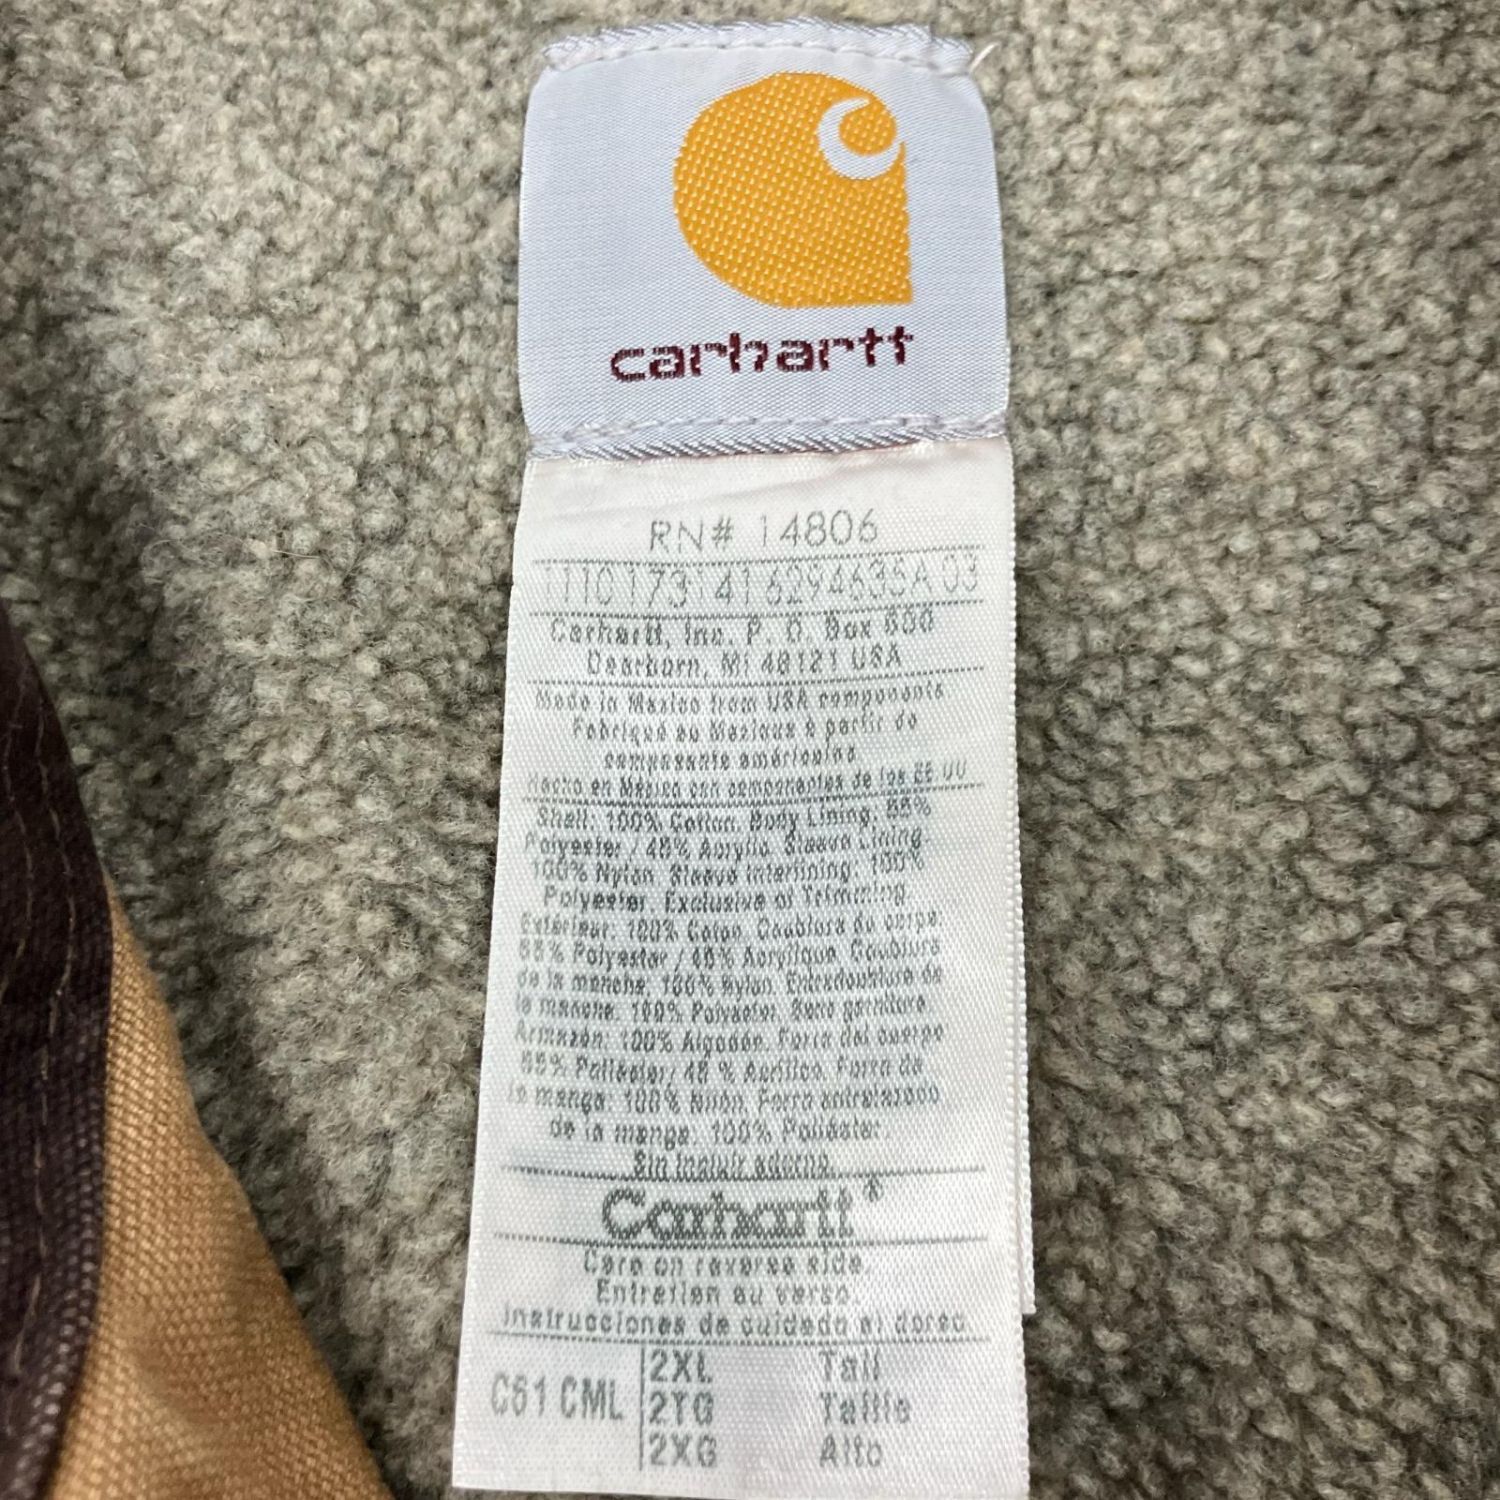 carhartt
RN# 14806
1110 173141 6294635A 03
Carhartt, Inc. P. O. Box 600
Dearborn, MI 48121 USA
Made in Mexico from USA components
Fabriqué au Mexique à partir de
composants américains
Hecho en México con componentes de los EE UU
Shell: 100% Cotton. Body Lining, 55%
Polyester / 45% Acrylic. Sleeve Lining
100% Nylon. Sleeve Interlining: 100%
Polyester. Exclusive of Trimming
Extérieur: 100% Coton. Doublure du corps:
55% Polyester / 45% Acrylique. Doublure
de la manche, 100% Nylon. Entredoublure de
la manche: 100% Polyester. Sans garniture
Armazón: 100% Algodón. Forro del cuerpo
55% Poliéster/ 45 % Acrílico. Forro de
la manga: 100% Nilón. Forro entrelazado
de la manga: 100% Poliéster.
Sin incluir adorno.
Carhartt®
Care on reverse side.
Entretien au verso.
Instrucciones de cuidado al dorso.
C61 CML 2XL Tall
2TG Taille
2XG Alto